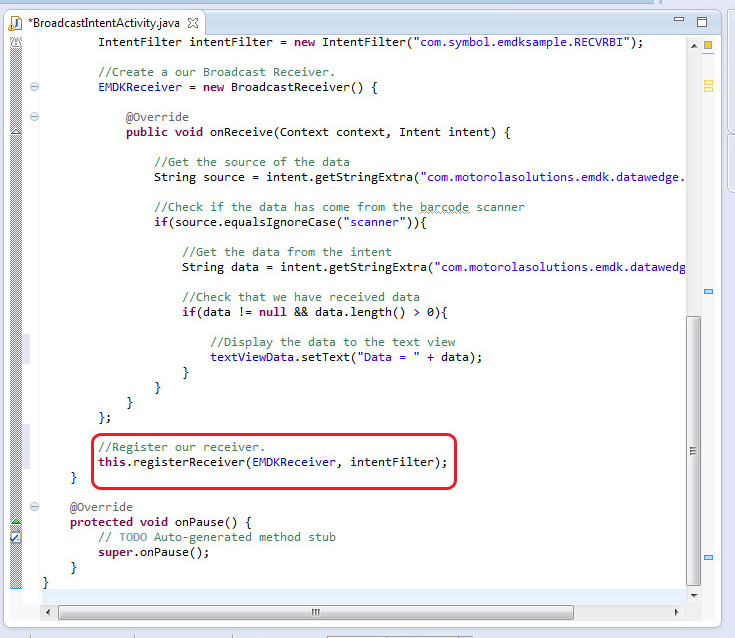 *BroadcastIntentActivity.java
IntentFilter intentFilter = new IntentFilter("com.symbol.emdksample.RECVRBI");
//Create a our Broadcast Receiver.
EMDKReceiver = new BroadcastReceiver() {
@Override
public void onReceive(Context context, Intent intent) {
//Get the source of the data
String source = intent.getStringExtra("com.motorolasolutions.emdk.datawedge.
//Check if the data has come from the barcode scanner
if(source.equalsIgnoreCase("scanner")){
//Get the data from the intent
String data = intent.getStringExtra("com.motorolasolutions.emdk.datawedg
//Check that we have received data
if(data != null && data.length() > 0){
//Display the data to the text view
textViewData.setText("Data = " + data);
}
}
}
};
//Register our receiver.
this.registerReceiver(EMDKReceiver, intentFilter);
}
@Override
protected void onPause() {
// TODO Auto-generated method stub
super.onPause();
}
}